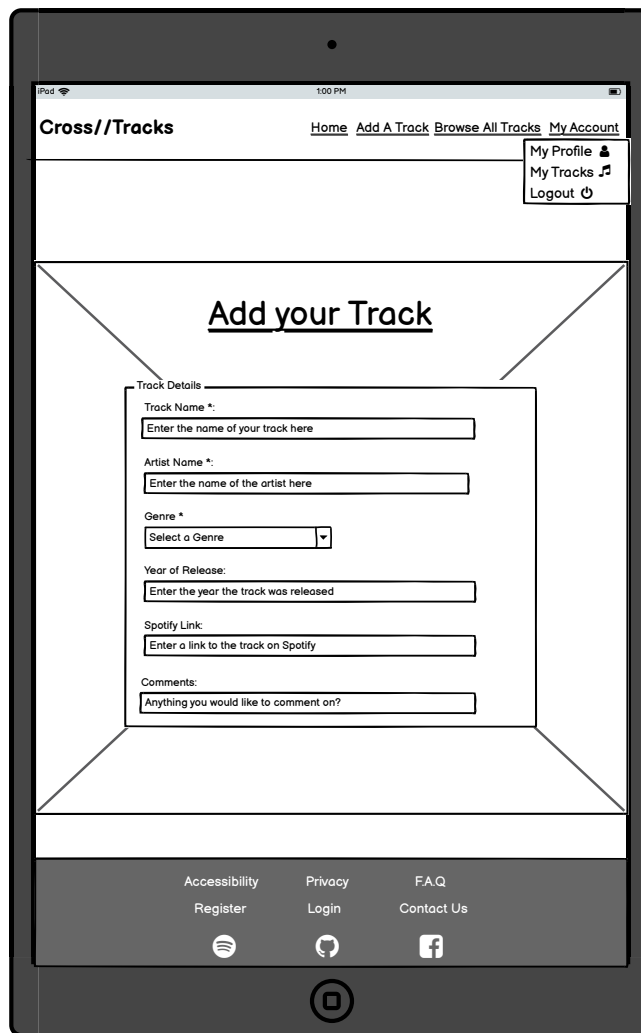 iPad 1:00 PM
Cross//Tracks Home Add A Track Browse All Tracks My Account
My Profile
My Tracks
Logout
Add your Track
Track Details
Track Name *:
Enter the name of your track here
Artist Name *:
Enter the name of the artist here
Genre *
Select a Genre
Year of Release:
Enter the year the track was released
Spotify Link:
Enter a link to the track on Spotify
Comments:
Anything you would like to comment on?
Accessibility Privacy F.A.Q
Register Login Contact Us